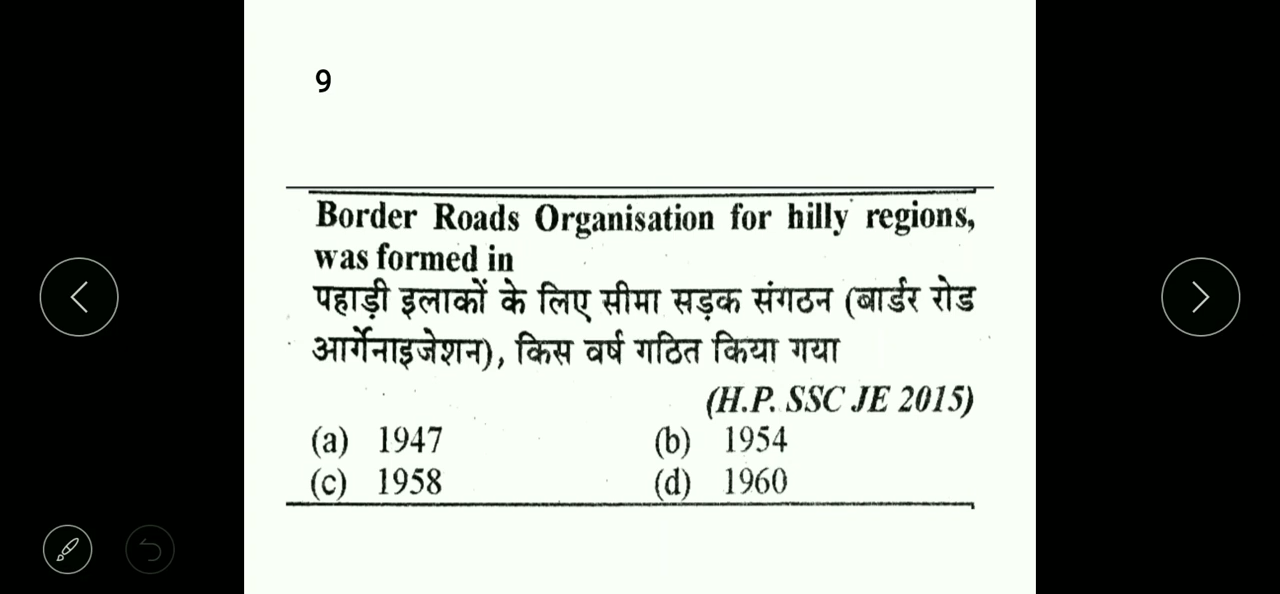 9
Border Roads Organisation for hilly regions,
was formed in
पहाड़ी इलाकों के लिए सीमा सड़क संगठन (बार्डर रोड
आर्गेनाइजेशन), किस वर्ष गठित किया गया
(H.P. SSC JE 2015)
(a) 1947 (b) 1954
(c) 1958 (d) 1960